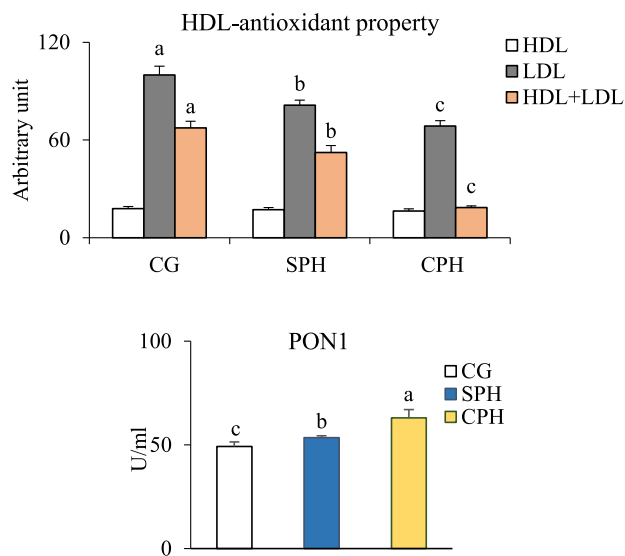 HDL-antioxidant property
120
60
0
Arbitrary unit
a
a
b
b
c
c
CG
SPH
CPH
HDL
LDL
HDL+LDL
PON1
100
50
0
U/ml
c
b
a
CG
SPH
CPH